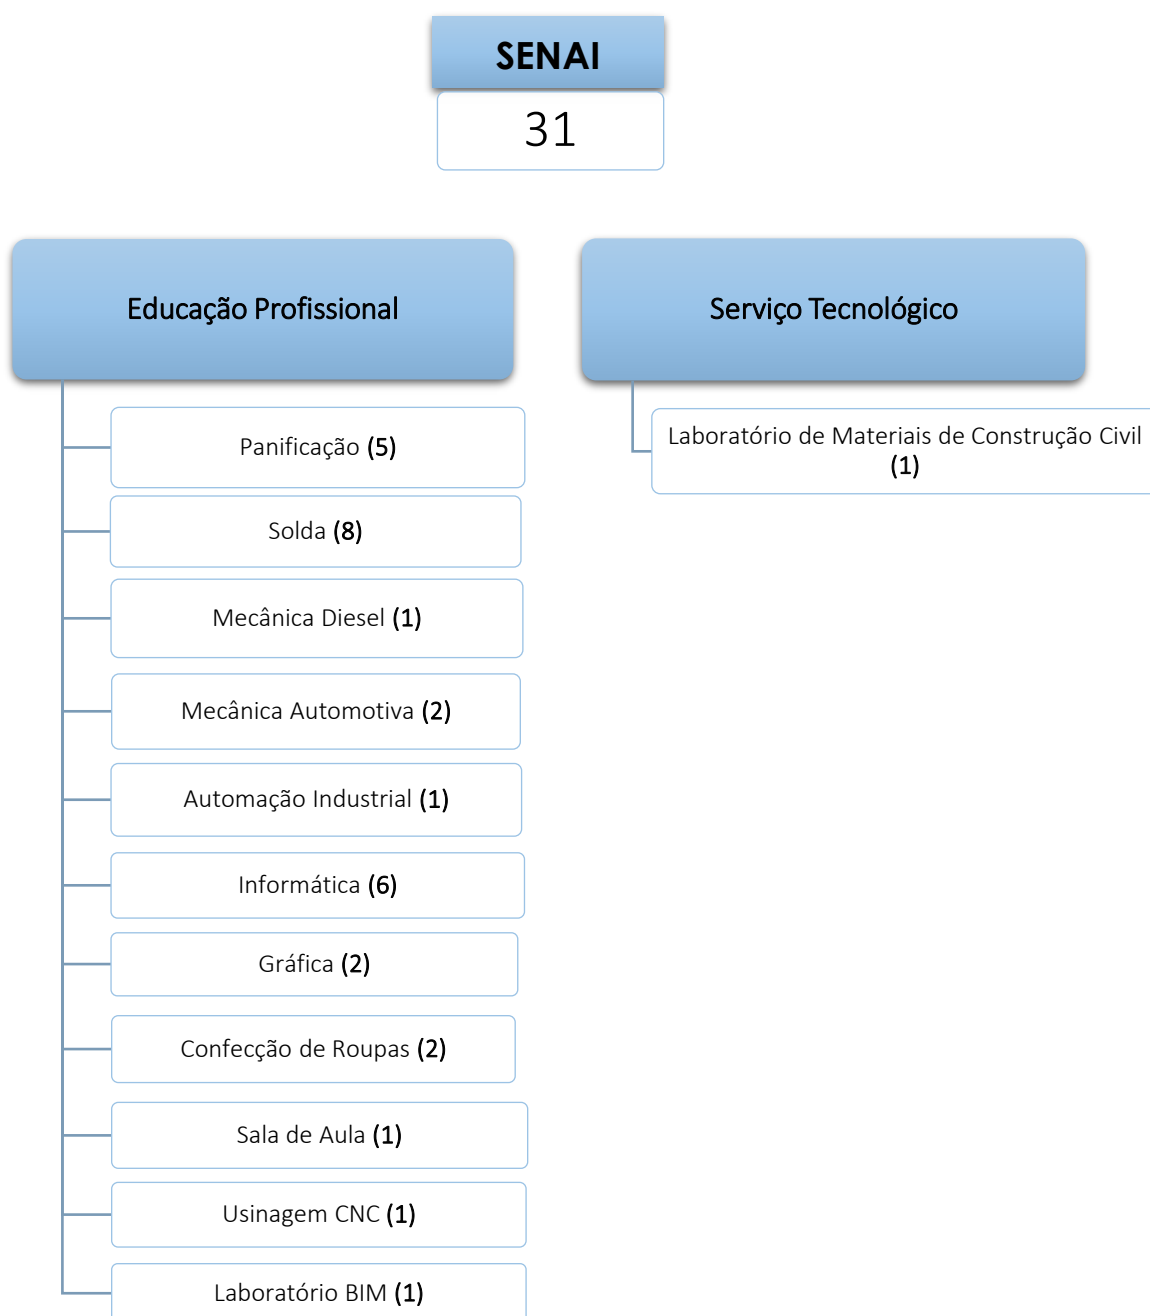 SENAI
31
Educação Profissional
Panificação (5)
Solda (8)
Mecânica Diesel (1)
Mecânica Automotiva (2)
Automação Industrial (1)
Informática (6)
Gráfica (2)
Confecção de Roupas (2)
Sala de Aula (1)
Usinagem CNC (1)
Laboratório BIM (1)
Serviço Tecnológico
Laboratório de Materiais de Construção Civil
(1)